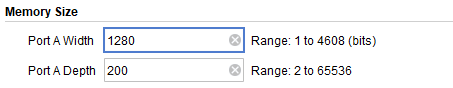 Memory Size
Port A Width 1280 Range: 1 to 4608 (bits)
Port A Depth 200 Range: 2 to 65536